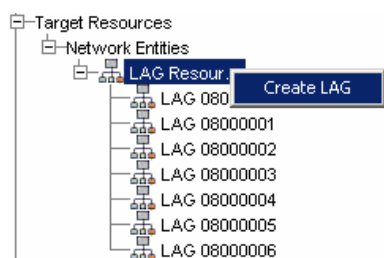 Target Resources
Network Entities
LAG Resour.
Create LAG
LAG 080
LAG 08000001
LAG 08000002
LAG 08000003
LAG 08000004
LAG 08000005
LAG 08000006